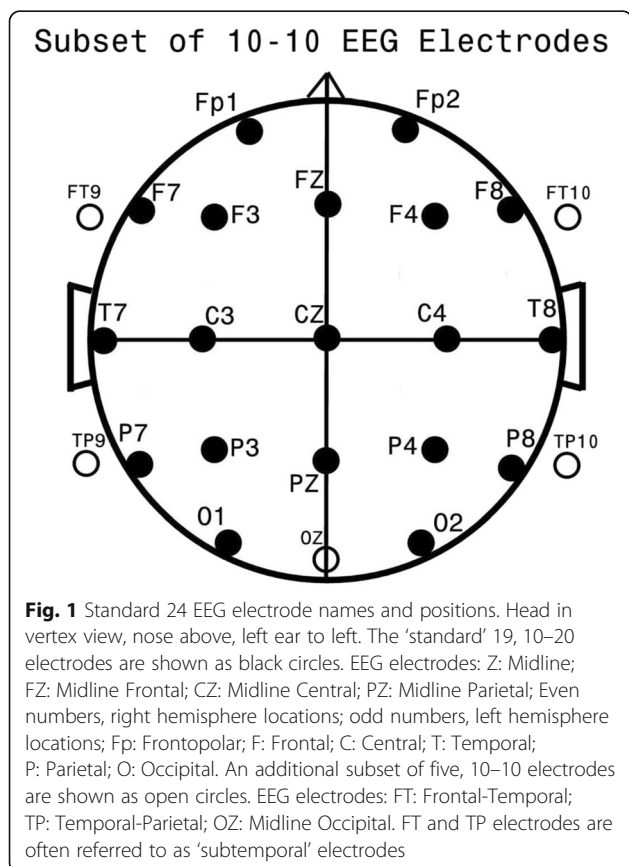 Subset of 10-10 EEG Electrodes
Fp1 Fp2
FT9 F7 FZ F8 FT10
F3 F4
T7 C3 CZ C4 T8
TP9 P7 P3 P4 P8 TP10
PZ
O1 OZ O2
Fig. 1 Standard 24 EEG electrode names and positions. Head in
vertex view, nose above, left ear to left. The ‘standard’ 19, 10–20
electrodes are shown as black circles. EEG electrodes: Z: Midline;
FZ: Midline Frontal; CZ: Midline Central; PZ: Midline Parietal; Even
numbers, right hemisphere locations; odd numbers, left hemisphere
locations; Fp: Frontopolar; F: Frontal; C: Central; T: Temporal;
P: Parietal; O: Occipital. An additional subset of five, 10–10 electrodes
are shown as open circles. EEG electrodes: FT: Frontal-Temporal;
TP: Temporal-Parietal; OZ: Midline Occipital. FT and TP electrodes are
often referred to as ‘subtemporal’ electrodes